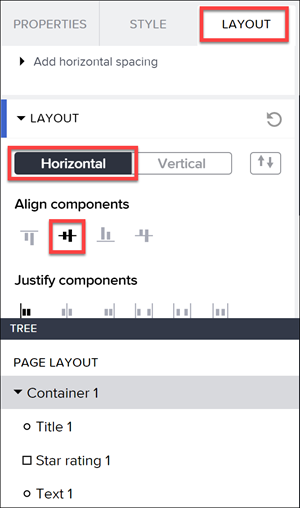 PROPERTIES STYLE LAYOUT
Add horizontal spacing
LAYOUT
Horizontal Vertical
Align components
Justify components
TREE
PAGE LAYOUT
Container 1
Title 1
Star rating 1
Text 1